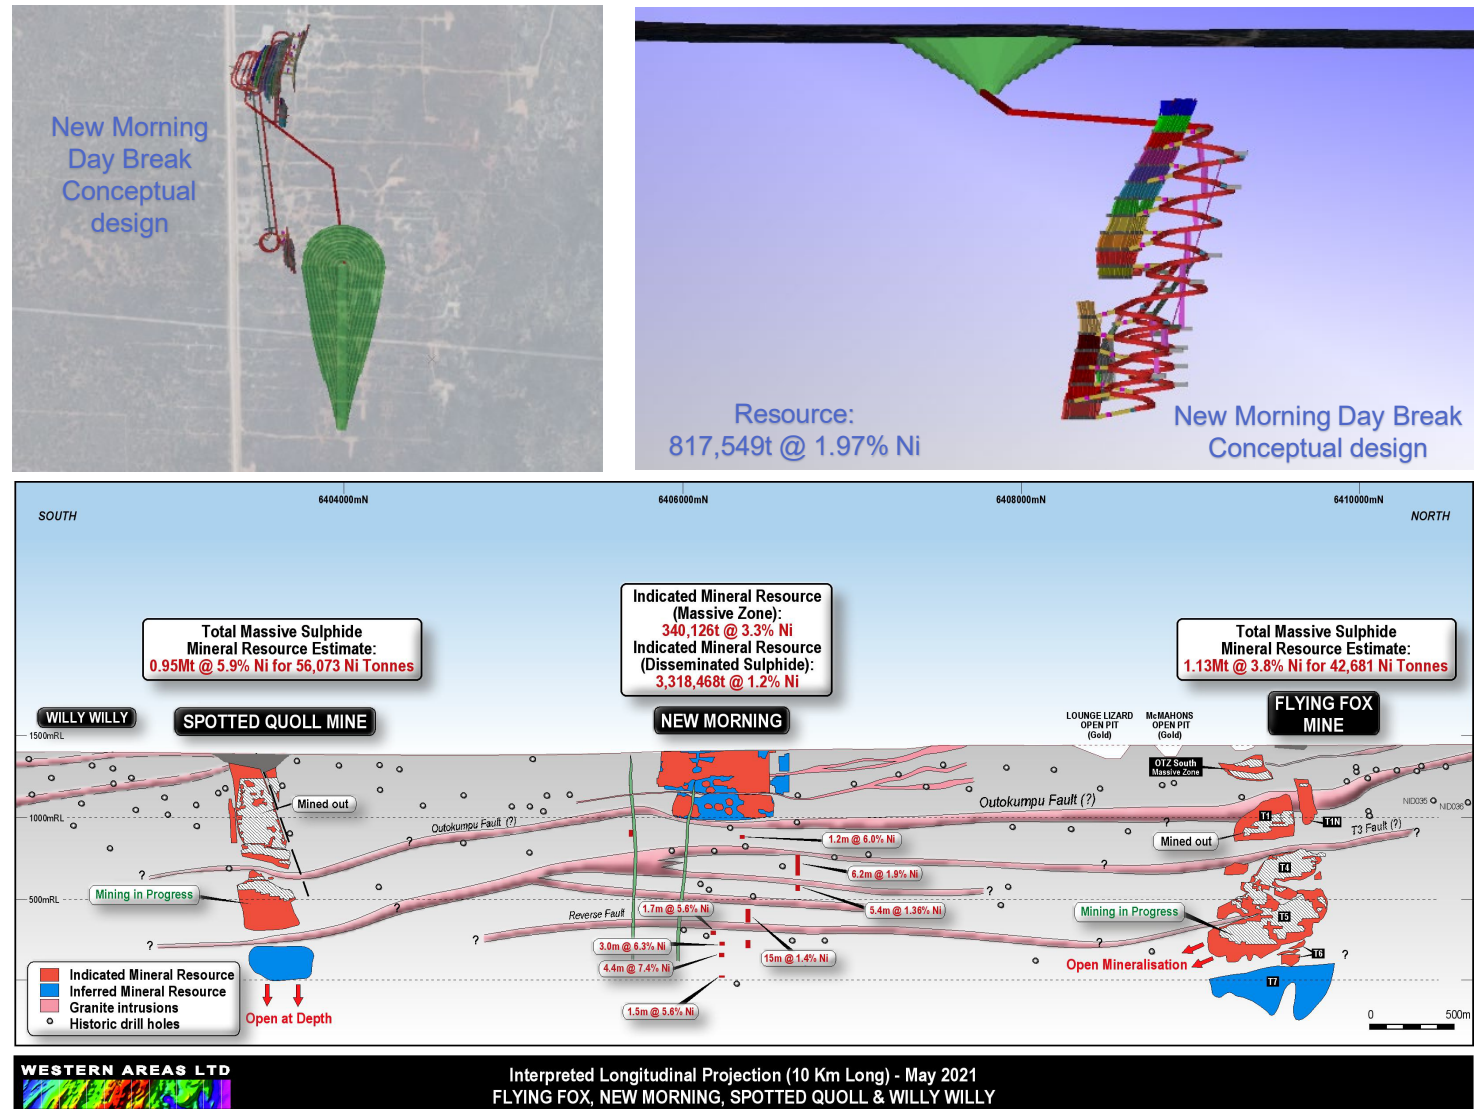 New Morning
Day Break
Conceptual
design
Resource:
817,549t @ 1.97% Ni
New Morning Day Break
Conceptual design
6404000mN
6406000mN
6408000mN
6410000mN
SOUTH
NORTH
Total Massive Sulphide
Mineral Resource Estimate:
0.95Mt @ 5.9% Ni for 56,073 Ni Tonnes
Indicated Mineral Resource
(Massive Zone):
340,126t @ 3.3% Ni
Indicated Mineral Resource
(Disseminated Sulphide):
3,318,468t @ 1.2% Ni
Total Massive Sulphide
Mineral Resource Estimate:
1.13Mt @ 3.8% Ni for 42,681 Ni Tonnes
WILLY WILLY
SPOTTED QUOLL MINE
NEW MORNING
LOUNGE LIZARD
OPEN PIT
(Gold)
McMAHONS
OPEN PIT
(Gold)
FLYING FOX
MINE
1500mRL
OTZ South
Massive Zone
Mined out
Outokumpu Fault (?)
NID035
NID036
1000mRL
Outokumpu Fault (?)
T1
T1N
T3 Fault (?)
1.2m @ 6.0% Ni
Mined out
?
?
?
T4
6.2m @ 1.9% Ni
Mining in Progress
500mRL
?
?
1.7m @ 5.6% Ni
5.4m @ 1.36% Ni
Mining in Progress
T5
Reverse Fault
?
?
3.0m @ 6.3% Ni
?
T6
?
4.4m @ 7.4% Ni
15m @ 1.4% Ni
Open Mineralisation
T7
1.5m @ 5.6% Ni
Indicated Mineral Resource
Inferred Mineral Resource
Granite intrusions
Historic drill holes
Open at Depth
0
500m
WESTERN AREAS LTD
Interpreted Longitudinal Projection (10 Km Long) - May 2021
FLYING FOX, NEW MORNING, SPOTTED QUOLL & WILLY WILLY